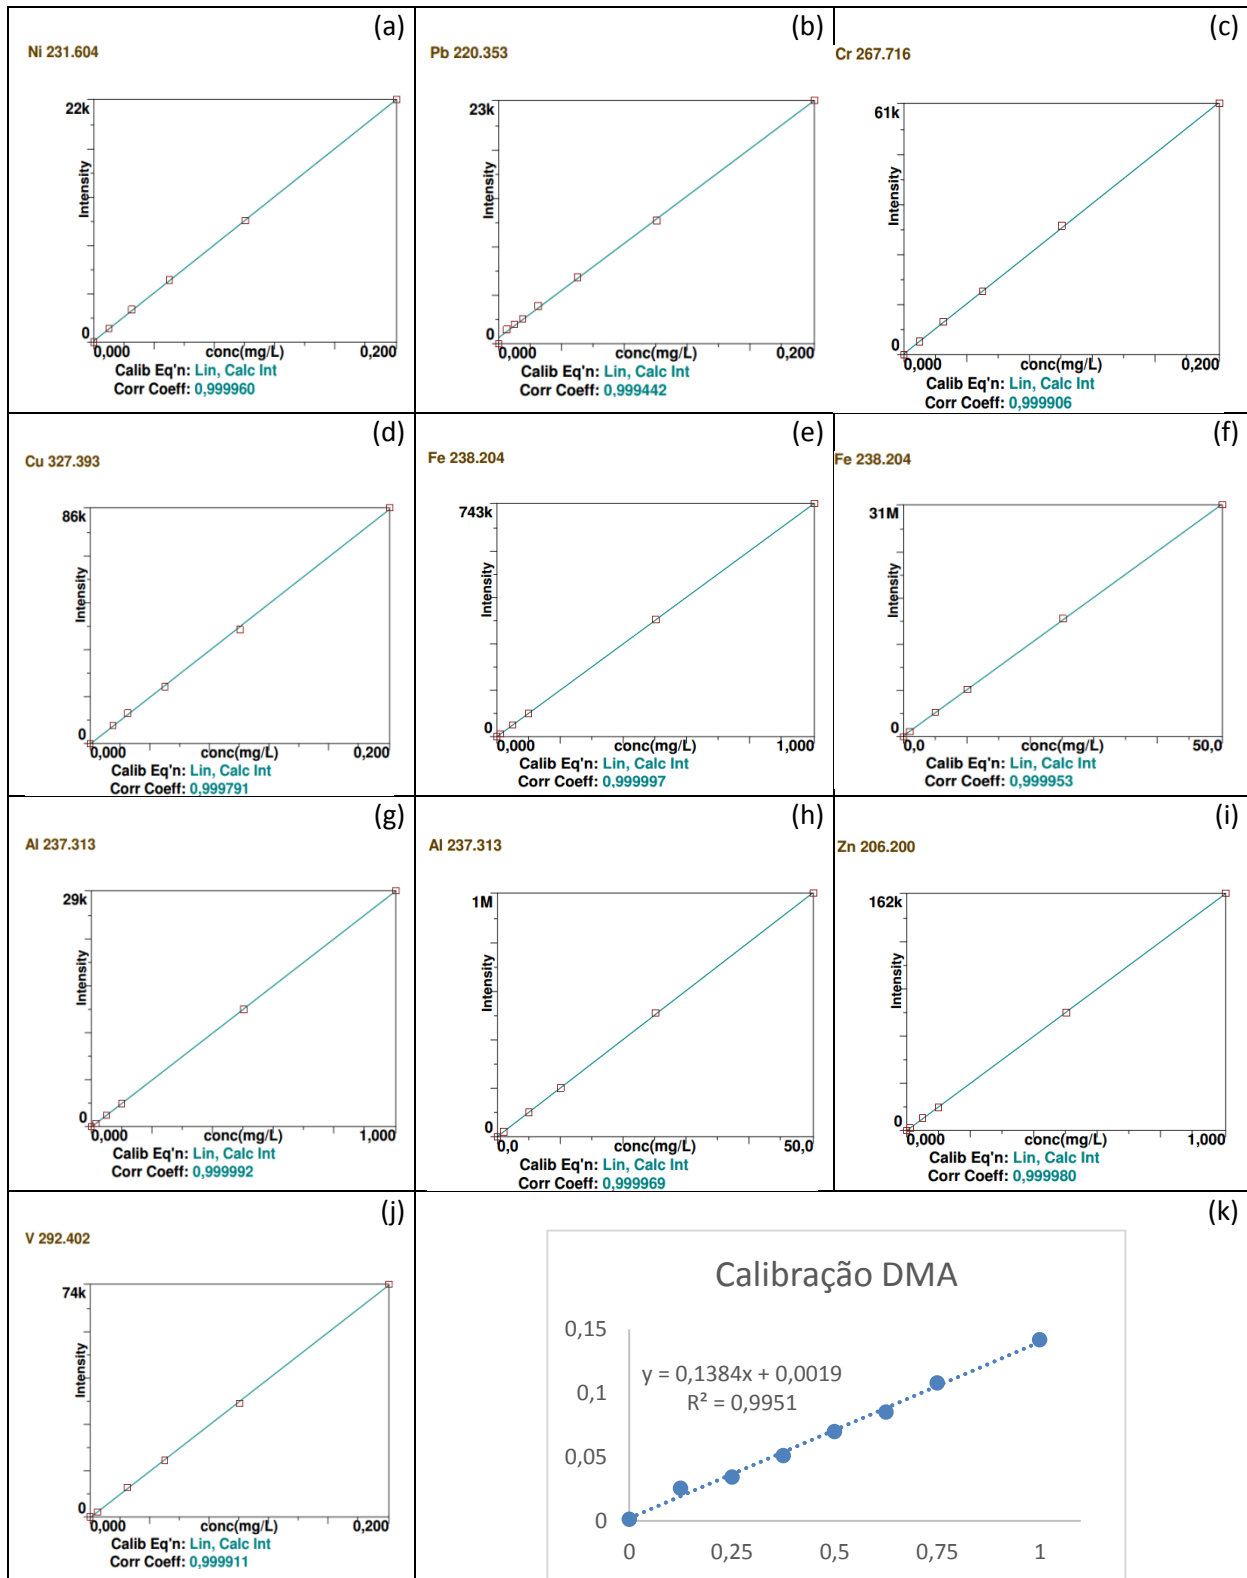 (a)
Ni 231.604
22k
Intensity
0
0,000 conc(mg/L) 0,200
Calib Eq'n: Lin, Calc Int
Corr Coeff: 0,999960
(b)
Pb 220.353
23k
Intensity
0
0,000 conc(mg/L) 0,200
Calib Eq'n: Lin, Calc Int
Corr Coeff: 0,999442
(c)
Cr 267.716
61k
Intensity
0
0,000 conc(mg/L) 0,200
Calib Eq'n: Lin, Calc Int
Corr Coeff: 0,999906
(d)
Cu 327.393
86k
Intensity
0
0,000 conc(mg/L) 0,200
Calib Eq'n: Lin, Calc Int
Corr Coeff: 0,999791
(e)
Fe 238.204
743k
Intensity
0
0,000 conc(mg/L) 1,000
Calib Eq'n: Lin, Calc Int
Corr Coeff: 0,999997
(f)
Fe 238.204
31M
Intensity
0
0,0 conc(mg/L) 50,0
Calib Eq'n: Lin, Calc Int
Corr Coeff: 0,999953
(g)
Al 237.313
29k
Intensity
0
0,000 conc(mg/L) 1,000
Calib Eq'n: Lin, Calc Int
Corr Coeff: 0,999992
(h)
Al 237.313
1M
Intensity
0
0,0 conc(mg/L) 50,0
Calib Eq'n: Lin, Calc Int
Corr Coeff: 0,999969
(i)
Zn 206.200
162k
Intensity
0
0,000 conc(mg/L) 1,000
Calib Eq'n: Lin, Calc Int
Corr Coeff: 0,999980
(j)
V 292.402
74k
Intensity
0
0,000 conc(mg/L) 0,200
Calib Eq'n: Lin, Calc Int
Corr Coeff: 0,999911
(k)
Calibração DMA
0,15
y = 0,1384x + 0,0019
R² = 0,9951
0,1
0,05
0
0 0,25 0,5 0,75 1